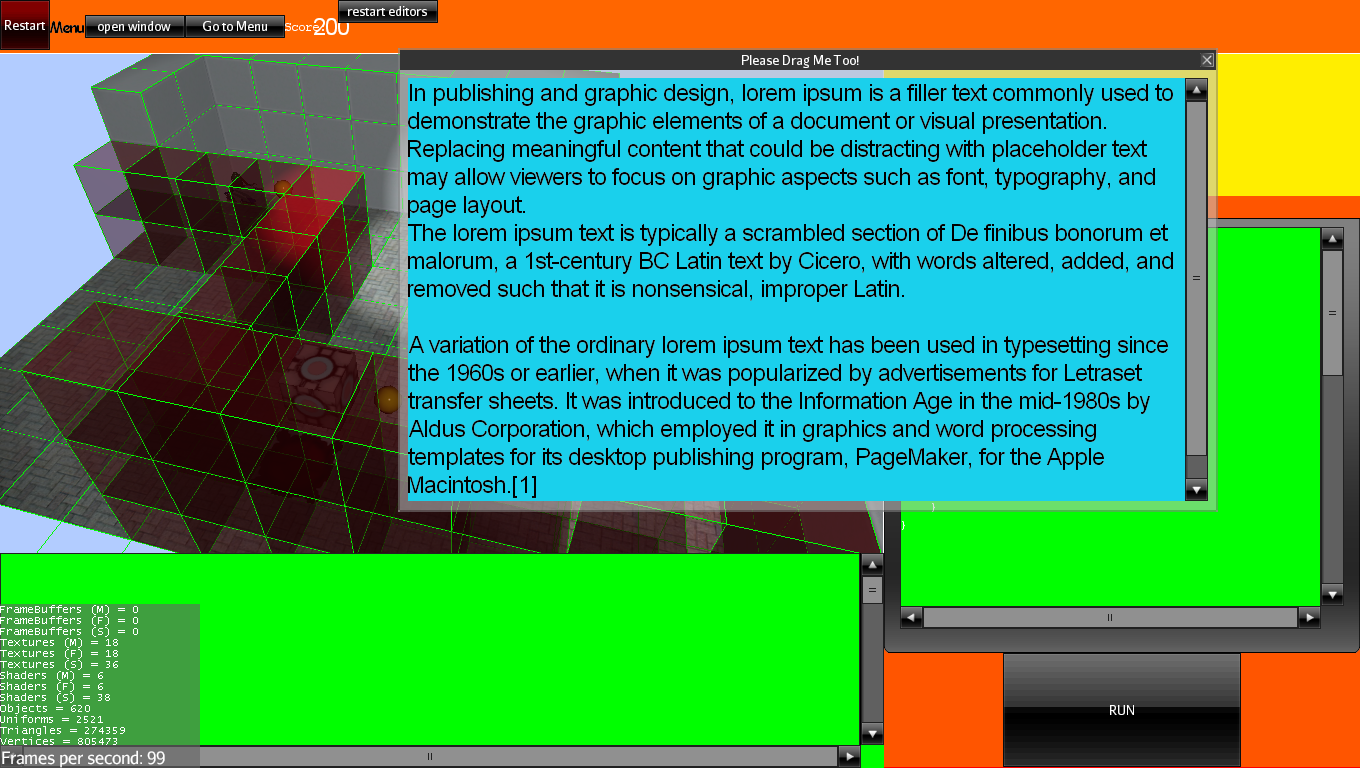 restart editors
Restart
Menu
open window
Go to Menu
Score
200
Please Drag Me Too!
In publishing and graphic design, lorem ipsum is a filler text commonly used to
demonstrate the graphic elements of a document or visual presentation.
Replacing meaningful content that could be distracting with placeholder text
may allow viewers to focus on graphic aspects such as font, typography, and
page layout.
The lorem ipsum text is typically a scrambled section of De finibus bonorum et
malorum, a 1st-century BC Latin text by Cicero, with words altered, added, and
removed such that it is nonsensical, improper Latin.
A variation of the ordinary lorem ipsum text has been used in typesetting since
the 1960s or earlier, when it was popularized by advertisements for Letraset
transfer sheets. It was introduced to the Information Age in the mid-1980s by
Aldus Corporation, which employed it in graphics and word processing
templates for its desktop publishing program, PageMaker, for the Apple
Macintosh.[1]
}
}
FrameBuffers (M) = 0
FrameBuffers (F) = 0
FrameBuffers (S) = 0
Textures (M) = 18
Textures (F) = 18
Textures (S) = 36
Shaders (M) = 6
Shaders (F) = 6
Shaders (S) = 38
Objects = 620
Uniforms = 2521
Triangles = 274359
Vertices = 805473
Frames per second: 99
RUN